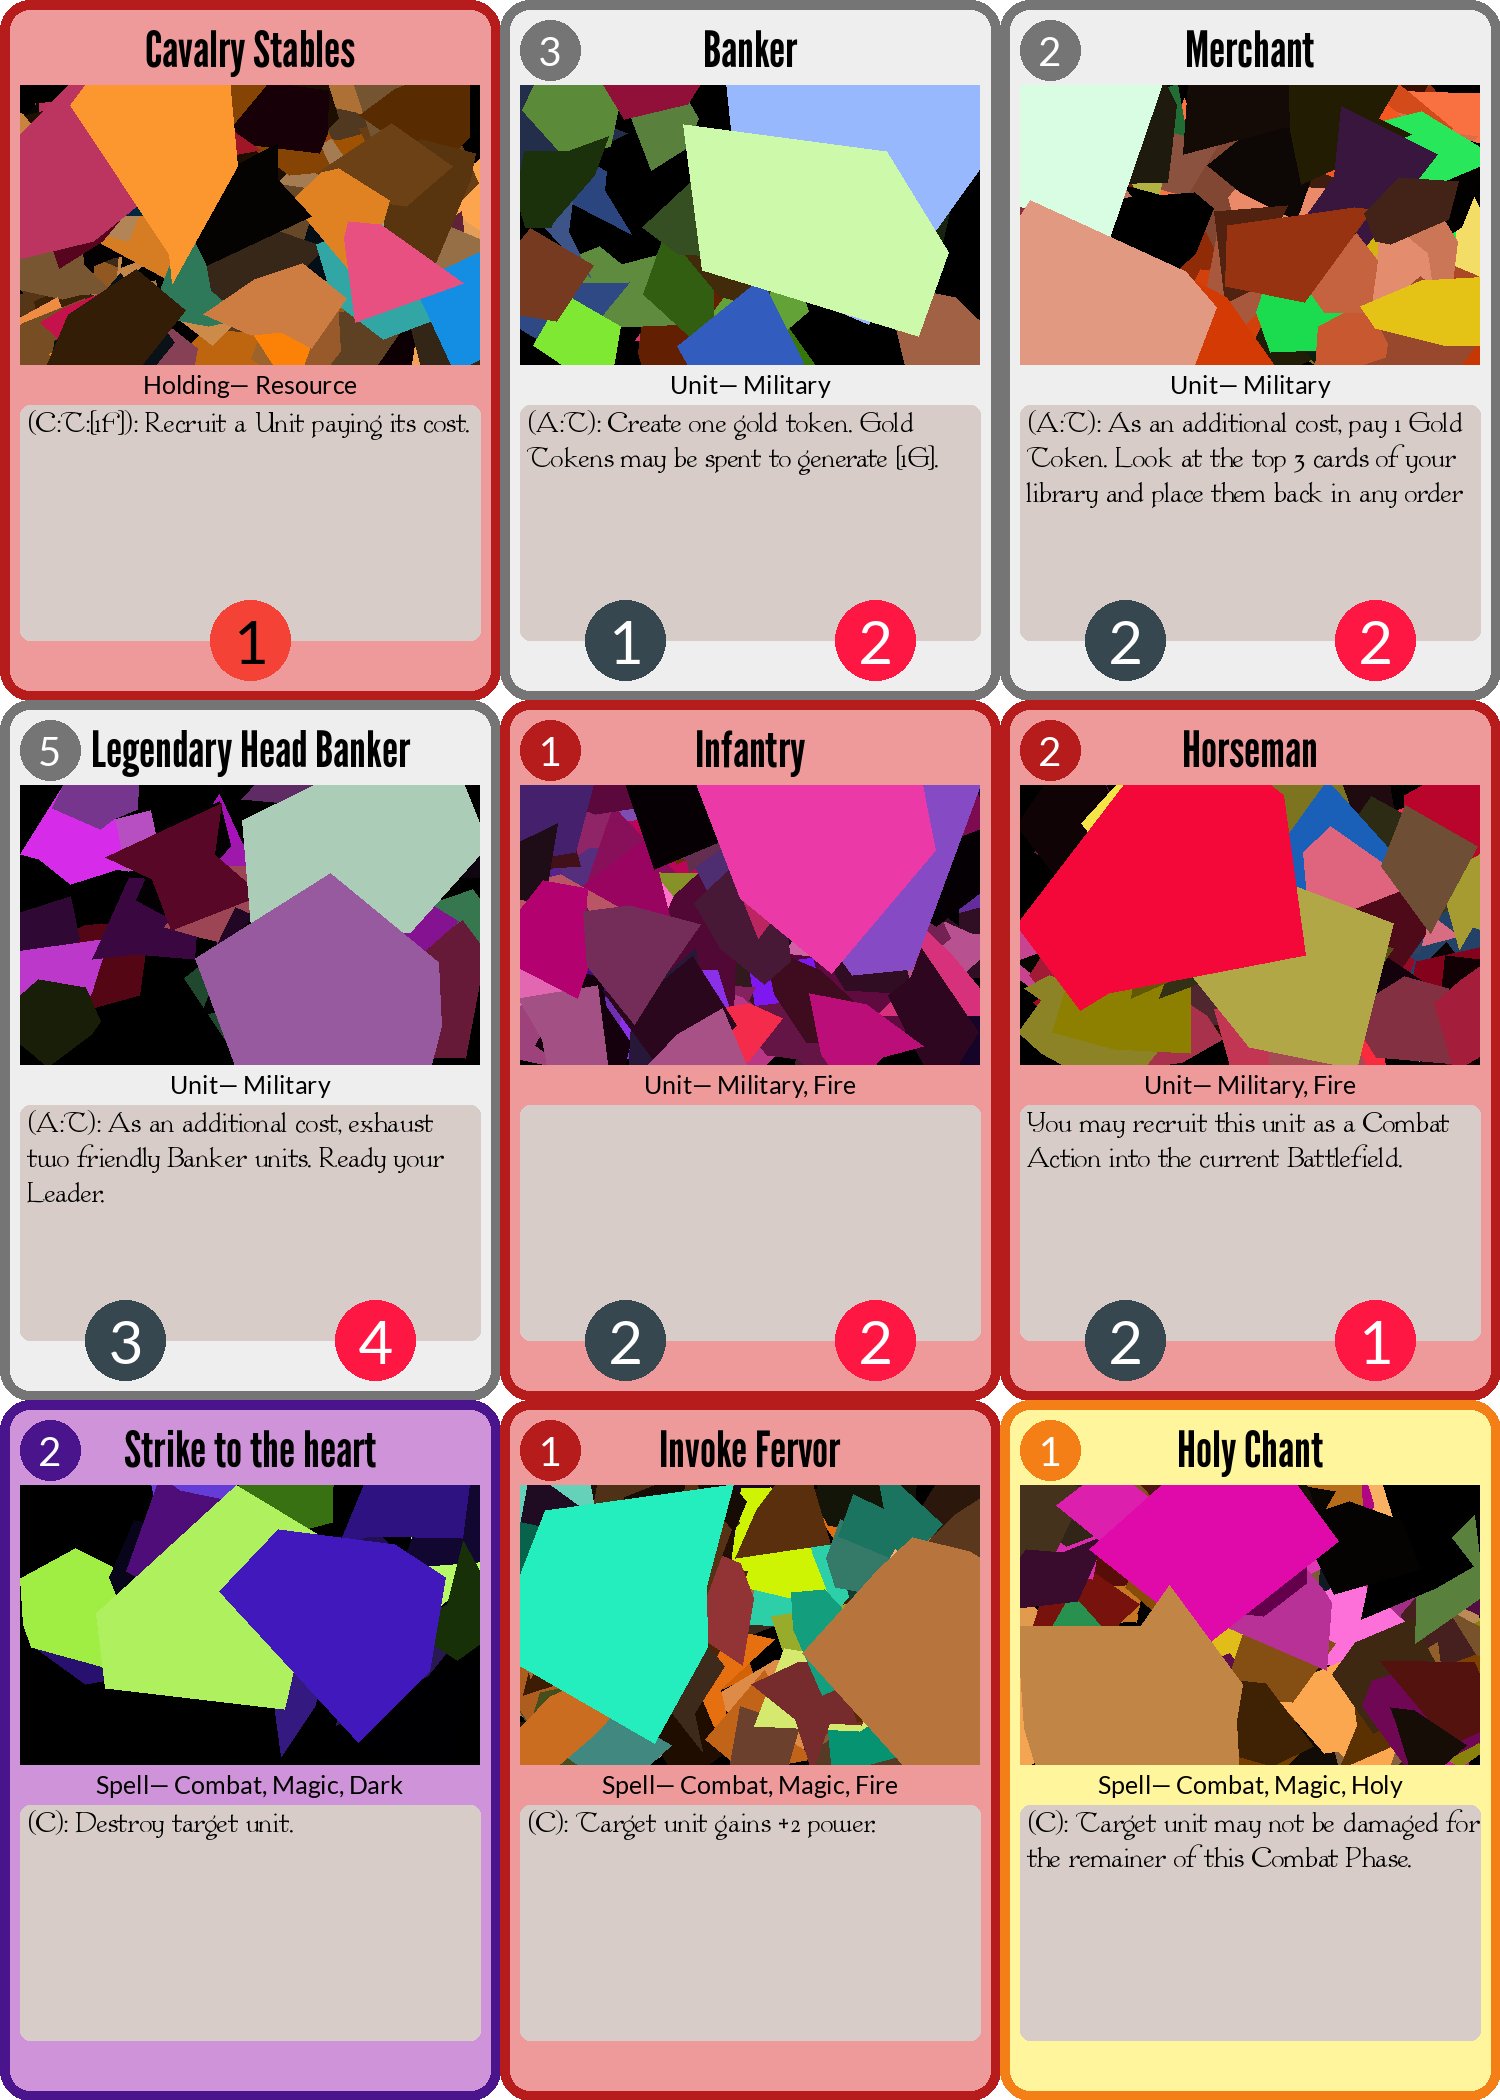 Cavalry Stables
Holding— Resource
(C:T:[1F]): Recruit a Unit paying its cost.
1
3
Banker
Unit— Military
(A:T): Create one gold token. Gold
Tokens may be spent to generate [1G].
1
2
2
Merchant
Unit— Military
(A:T): As an additional cost, pay 1 Gold
Token. Look at the top 3 cards of your
library and place them back in any order
2
2
5
Legendary Head Banker
Unit— Military
(A:T): As an additional cost, exhaust
two friendly Banker units. Ready your
Leader.
3
4
1
Infantry
Unit— Military, Fire
2
2
2
Horseman
Unit— Military, Fire
You may recruit this unit as a Combat
Action into the current Battlefield.
2
1
2
Strike to the heart
Spell— Combat, Magic, Dark
(C): Destroy target unit.
1
Invoke Fervor
Spell— Combat, Magic, Fire
(C): Target unit gains +2 power.
1
Holy Chant
Spell— Combat, Magic, Holy
(C): Target unit may not be damaged for
the remainer of this Combat Phase.